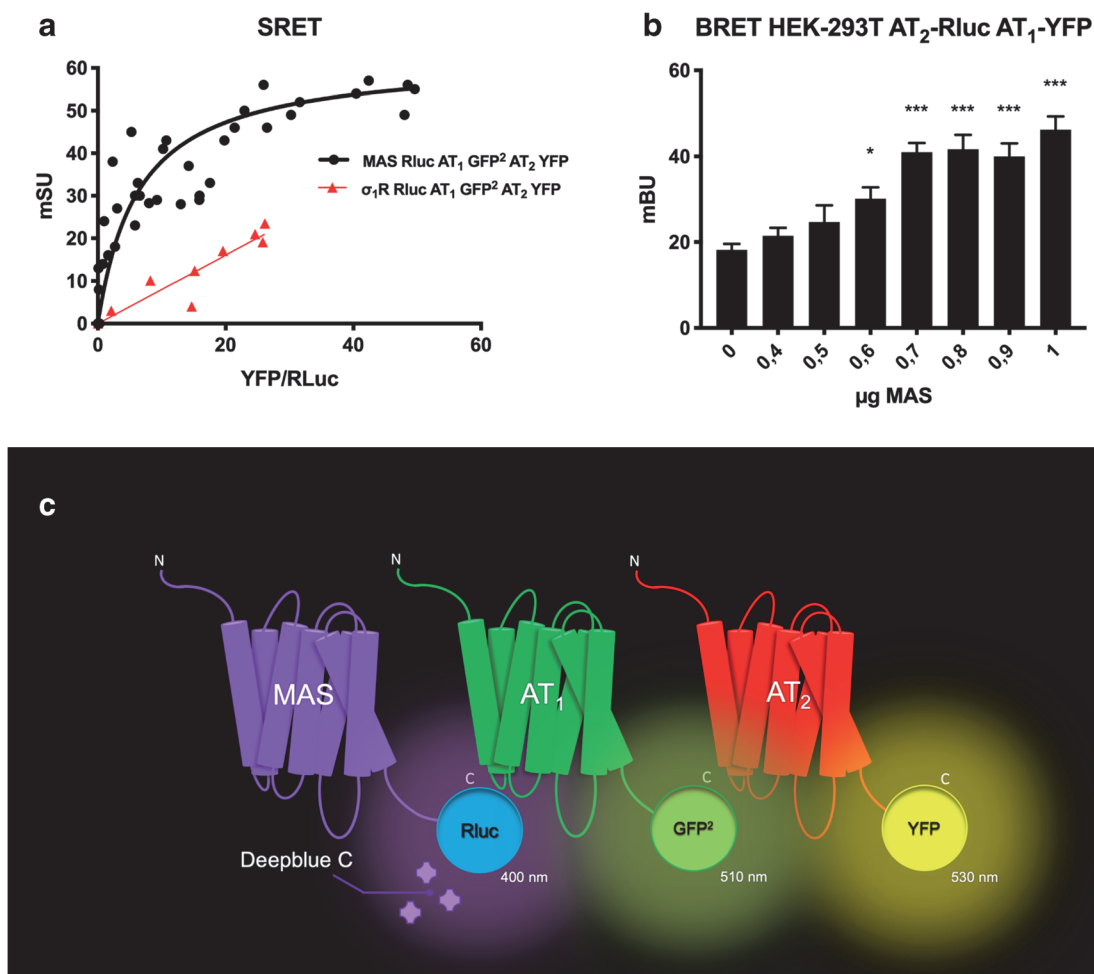 a
SRET
60
50
40
30
20
10
0
mSU
0
20
40
60
YFP/RLuc
MAS Rluc AT₁ GFP² AT₂ YFP
σ₁R Rluc AT₁ GFP² AT₂ YFP
b
BRET HEK-293T AT₂-Rluc AT₁-YFP
60
40
20
0
mBU
*
***
***
***
***
0
0,4
0,5
0,6
0,7
0,8
0,9
1
µg MAS
c
N
N
N
MAS
AT₁
AT₂
C
C
C
Rluc
GFP²
YFP
Deepblue C
400 nm
510 nm
530 nm